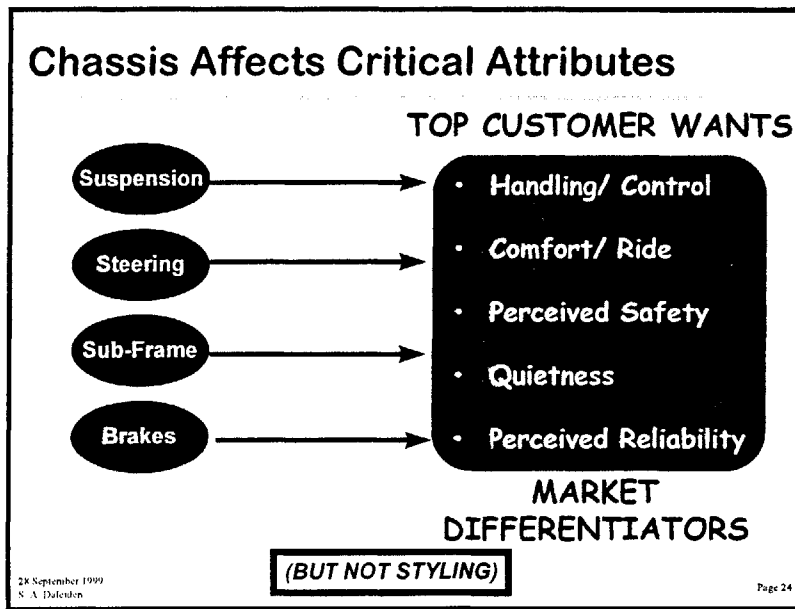 Chassis Affects Critical Attributes
TOP CUSTOMER WANTS
Suspension
Steering
Sub-Frame
Brakes
• Handling/ Control
• Comfort/ Ride
• Perceived Safety
• Quietness
• Perceived Reliability
MARKET
DIFFERENTIATORS
(BUT NOT STYLING)
28 September 1999
S. A.
Page 24